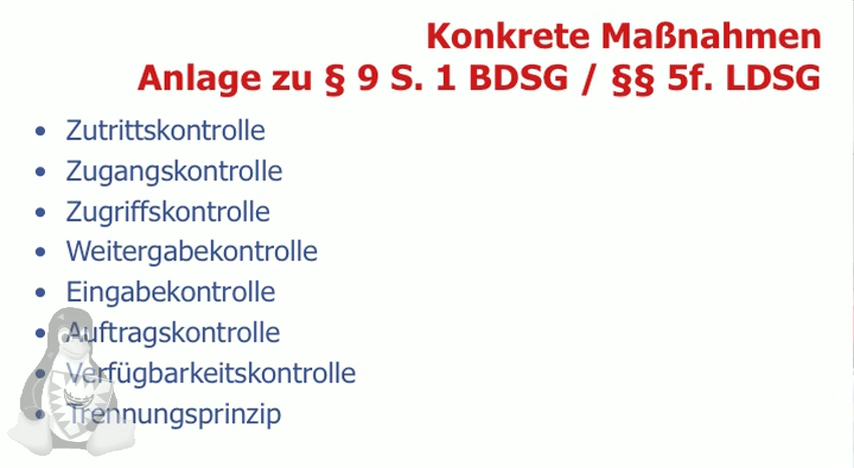 Konkrete Maßnahmen
Anlage zu § 9 S. 1 BDSG / §§ 5f. LDSG
• Zutrittskontrolle
• Zugangskontrolle
• Zugriffskontrolle
• Weitergabekontrolle
• Eingabekontrolle
• Auftragskontrolle
• Verfügbarkeitskontrolle
• Trennungsprinzip